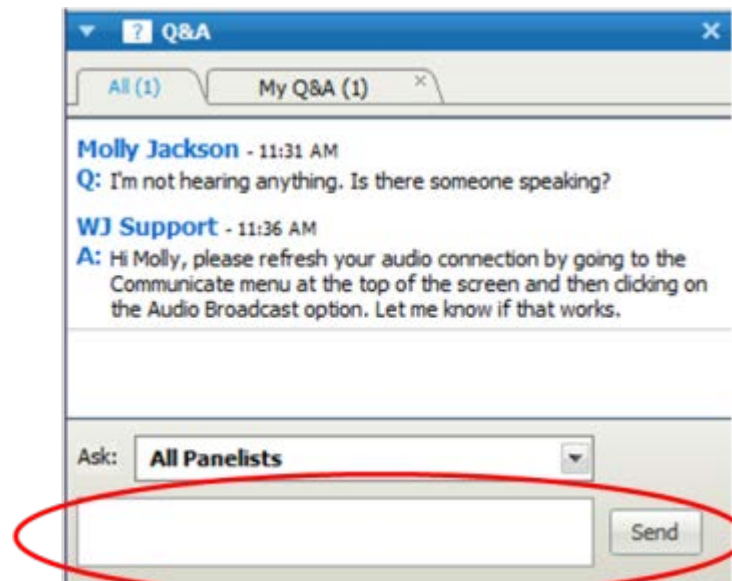 ? Q&A
All (1) My Q&A (1)
Molly Jackson - 11:31 AM
Q: I'm not hearing anything. Is there someone speaking?
WJ Support - 11:36 AM
A: Hi Molly, please refresh your audio connection by going to the
Communicate menu at the top of the screen and then clicking on
the Audio Broadcast option. Let me know if that works.
Ask: All Panelists
Send